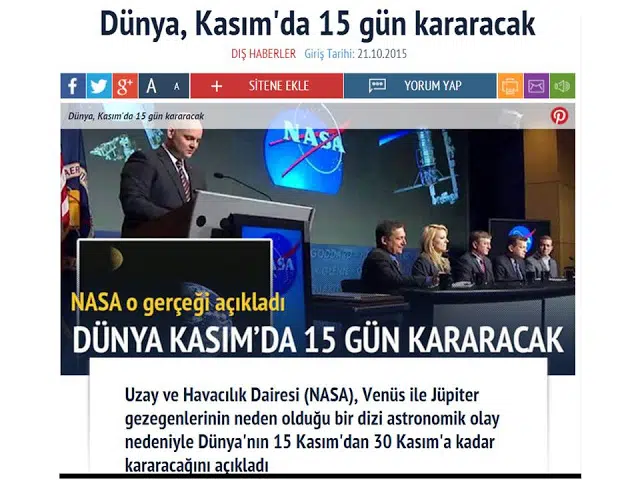 Dünya, Kasım'da 15 gün kararacak
DIŞ HABERLER Giriş Tarihi: 21.10.2015
f g+ A A + SİTENE EKLE YORUM YAP
Dünya, Kasım'da 15 gün kararacak
NASA
NASA
NASA
NASA o gerçeği açıkladı
DÜNYA KASIM'DA 15 GÜN KARARACAK
Uzay ve Havacılık Dairesi (NASA), Venüs ile Jüpiter
gezegenlerinin neden olduğu bir dizi astronomik olay
nedeniyle Dünya'nın 15 Kasım'dan 30 Kasım'a kadar
kararacağını açıkladı